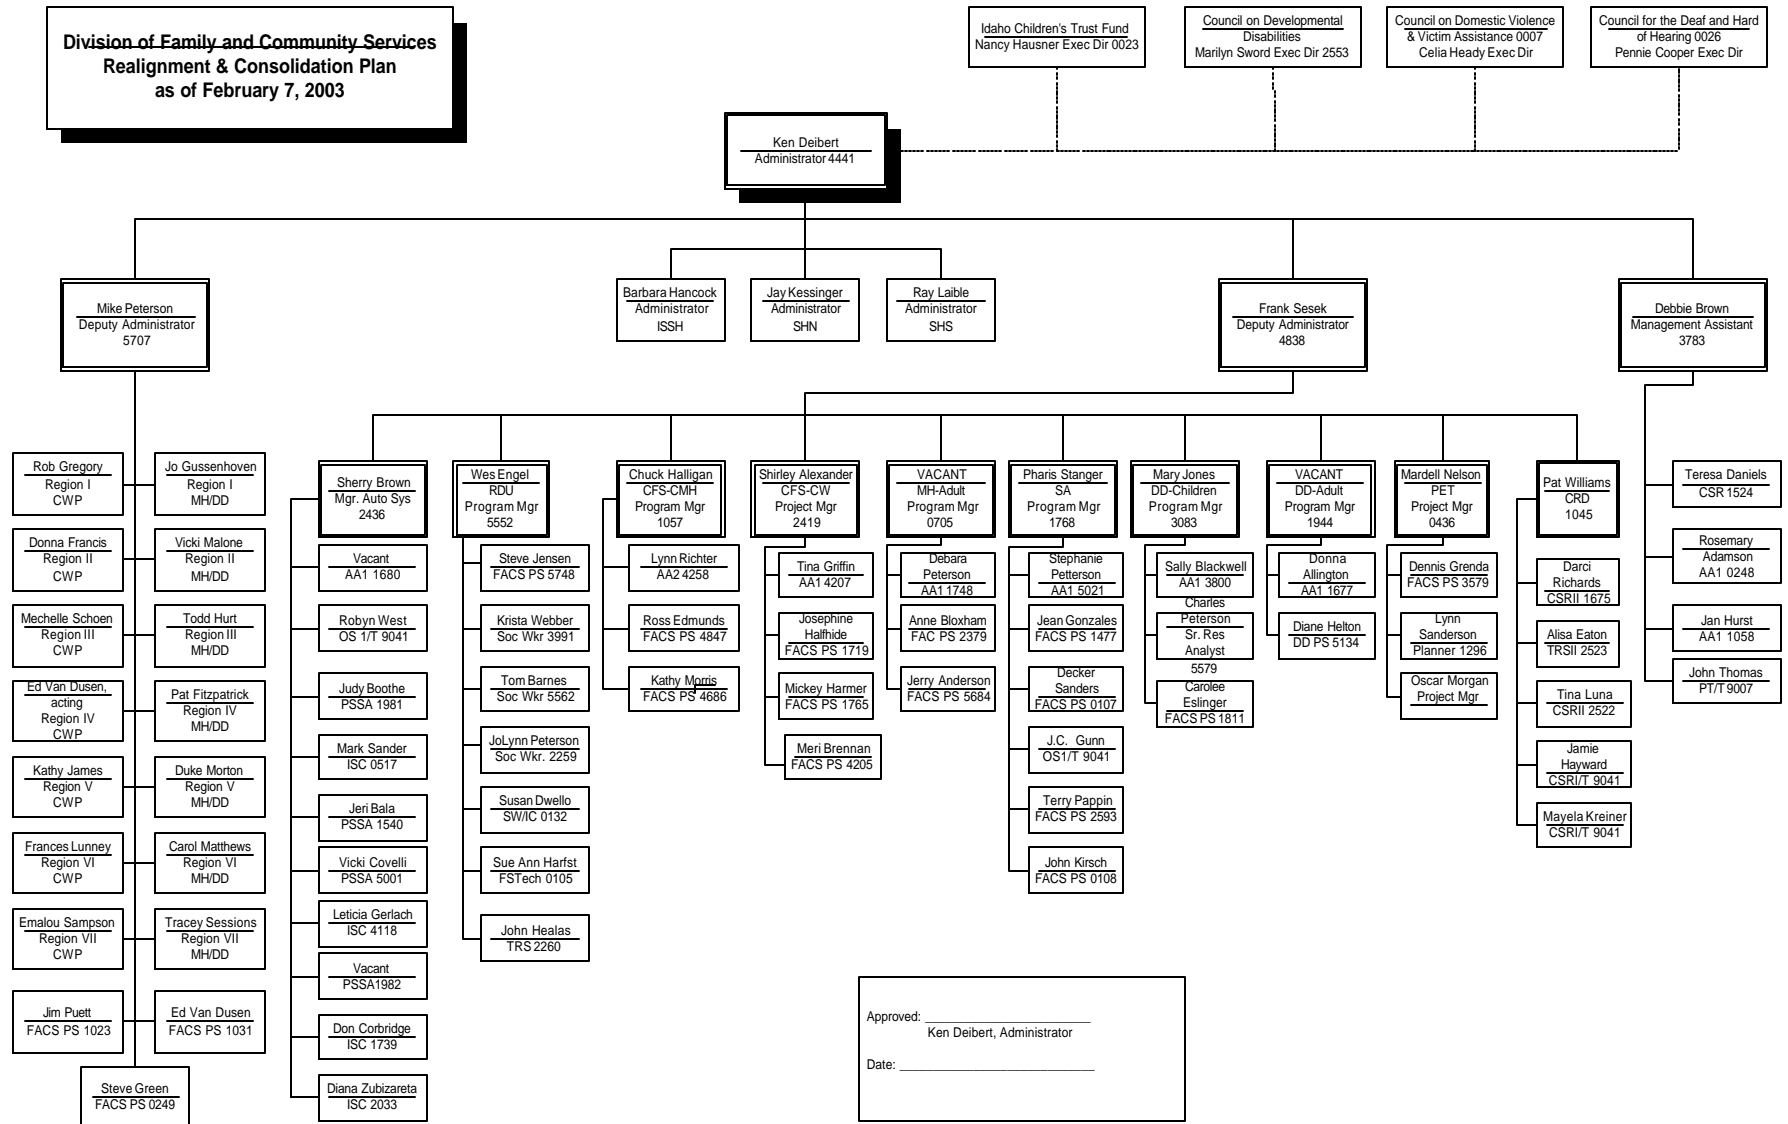 Division of Family and Community Services
Realignment & Consolidation Plan
as of February 7, 2003
Idaho Children's Trust Fund
Nancy Hausner Exec Dir 0023
Council on Developmental
Disabilities
Marilyn Sword Exec Dir 2553
Council on Domestic Violence
& Victim Assistance 0007
Celia Heady Exec Dir
Council for the Deaf and Hard
of Hearing 0026
Pennie Cooper Exec Dir
Ken Deibert
Administrator 4441
Mike Peterson
Deputy Administrator
5707
Barbara Hancock
Administrator
ISSH
Jay Kessinger
Administrator
SHN
Ray Laible
Administrator
SHS
Frank Sesek
Deputy Administrator
4838
Debbie Brown
Management Assistant
3783
Rob Gregory
Region I
CWP
Jo Gussenhoven
Region I
MH/DD
Donna Francis
Region II
CWP
Vicki Malone
Region II
MH/DD
Mechelle Schoen
Region III
CWP
Todd Hurt
Region III
MH/DD
Ed Van Dusen,
acting
Region IV
CWP
Pat Fitzpatrick
Region IV
MH/DD
Kathy James
Region V
CWP
Duke Morton
Region V
MH/DD
Frances Lunney
Region VI
CWP
Carol Matthews
Region VI
MH/DD
Emalou Sampson
Region VII
CWP
Tracey Sessions
Region VII
MH/DD
Jim Puett
FACS PS 1023
Ed Van Dusen
FACS PS 1031
Steve Green
FACS PS 0249
Sherry Brown
Mgr. Auto Sys
2436
Vacant
AA1 1680
Robyn West
OS 1/T 9041
Judy Boothe
PSSA 1981
Mark Sander
ISC 0517
Jeri Bala
PSSA 1540
Vicki Covelli
PSSA 5001
Leticia Gerlach
ISC 4118
Vacant
PSSA1982
Don Corbridge
ISC 1739
Diana Zubizareta
ISC 2033
Wes Engel
RDU
Program Mgr
5552
Steve Jensen
FACS PS 5748
Krista Webber
Soc Wkr 3991
Tom Barnes
Soc Wkr 5562
JoLynn Peterson
Soc Wkr. 2259
Susan Dwello
SW/IC 0132
Sue Ann Harfst
FSTech 0105
John Healas
TRS 2260
Chuck Halligan
CFS-CMH
Program Mgr
1057
Lynn Richter
AA2 4258
Ross Edmunds
FACS PS 4847
Kathy Morris
FACS PS 4686
Shirley Alexander
CFS-CW
Project Mgr
2419
Tina Griffin
AA1 4207
Josephine
Halfhide
FACS PS 1719
Mickey Harmer
FACS PS 1765
Meri Brennan
FACS PS 4205
VACANT
MH-Adult
Program Mgr
0705
Debara
Peterson
AA1 1748
Anne Bloxham
FAC PS 2379
Jerry Anderson
FACS PS 5684
Pharis Stanger
SA
Program Mgr
1768
Stephanie
Petterson
AA1 5021
Jean Gonzales
FACS PS 1477
Decker
Sanders
FACS PS 0107
J.C. Gunn
OS1/T 9041
Terry Pappin
FACS PS 2593
John Kirsch
FACS PS 0108
Mary Jones
DD-Children
Program Mgr
3083
Sally Blackwell
AA1 3800
Charles
Peterson
Sr. Res
Analyst
5579
Carolee
Eslinger
FACS PS 1811
VACANT
DD-Adult
Program Mgr
1944
Donna
Allington
AA1 1677
Diane Helton
DD PS 5134
Mardell Nelson
PET
Project Mgr
0436
Dennis Grenda
FACS PS 3579
Lynn
Sanderson
Planner 1296
Oscar Morgan
Project Mgr
Pat Williams
CRD
1045
Darci
Richards
CSRII 1675
Alisa Eaton
TRSII 2523
Tina Luna
CSRII 2522
Jamie
Hayward
CSRI/T 9041
Mayela Kreiner
CSRI/T 9041
Teresa Daniels
CSR 1524
Rosemary
Adamson
AA1 0248
Jan Hurst
AA1 1058
John Thomas
PT/T 9007
Approved: ________________________
Ken Deibert, Administrator
Date: ____________________________